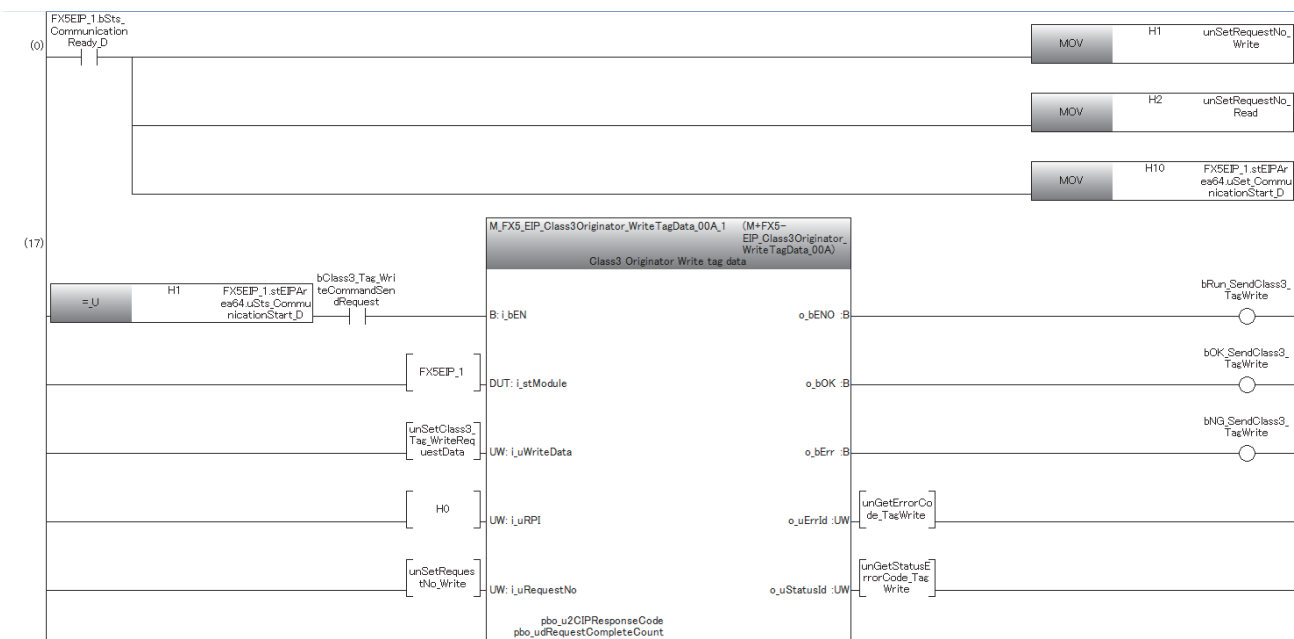 FX5EIP_1.bSts_
Communication
Ready_D
(0)
MOV
H1
unSetRequestNo_
Write
MOV
H2
unSetRequestNo_
Read
MOV
H10
FX5EIP_1.stEIPAr
ea64.uSet_Commu
nicationStart_D
(17)
M_FX5_EIP_Class3Originator_WriteTagData_00A_1
(M+FX5-
EIP_Class3Originator_
WriteTagData_00A)
Class3 Originator Write tag data
=_U
H1
FX5EIP_1.stEIPAr
ea64.uSts_Commu
nicationStart_D
bClass3_Tag_Wri
teCommandSen
dRequest
B: i_bEN
o_bENO :B
bRun_SendClass3_
TagWrite
FX5EIP_1
DUT: i_stModule
o_bOK :B
bOK_SendClass3_
TagWrite
unSetClass3_
Tag_WriteReq
uestData
UW: i_uWriteData
o_bErr :B
bNG_SendClass3_
TagWrite
H0
UW: i_uRPI
o_uErrId :UW
unGetErrorCo
de_TagWrite
unSetReques
tNo_Write
UW: i_uRequestNo
o_uStatusId :UW
unGetStatusE
rrorCode_Tag
Write
pbo_u2CIPResponseCode
pbo_udRequestCompleteCount